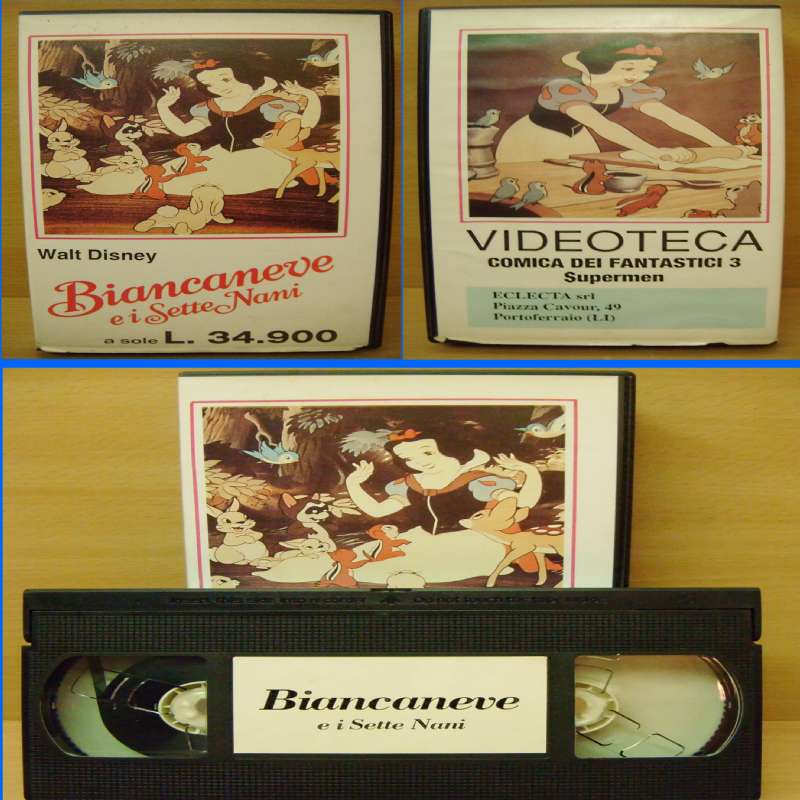 Walt Disney
Biancaneve
e i Sette Nani
a sole L. 34.900
VIDEOTECA
COMICA DEI FANTASTICI 3
Supermen
ECLECTA srl
Piazza Cavour, 49
Portoferraio (LI)
Biancaneve
e i Sette Nani